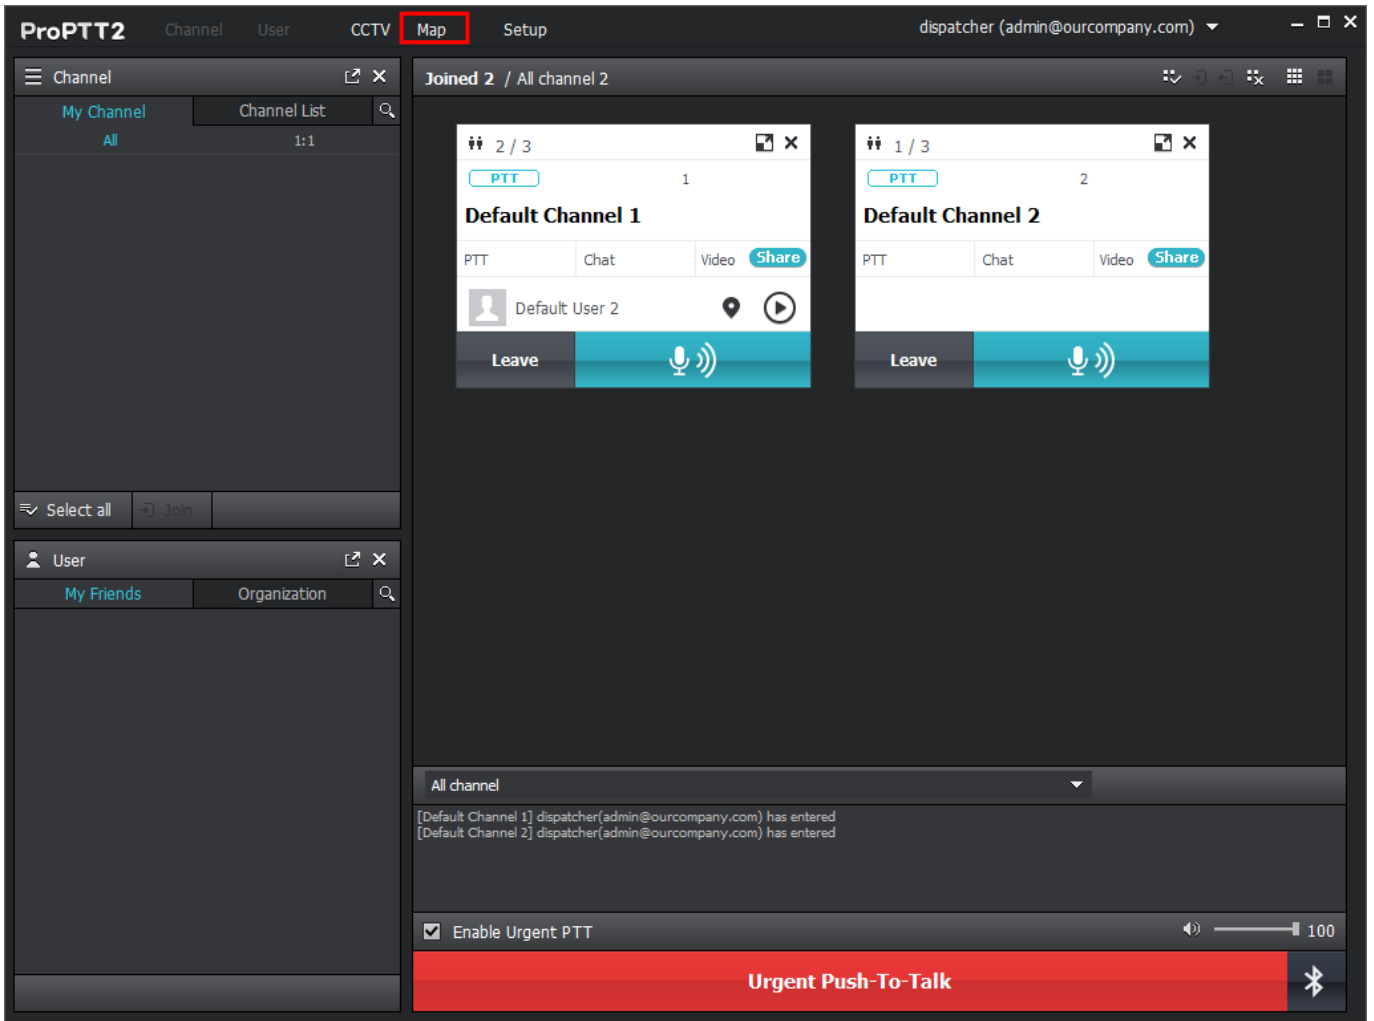 ProPTT2 Channel User CCTV Map Setup dispatcher (admin@ourcompany.com)
Channel
My Channel Channel List
All 1:1
Select all Join
User
My Friends Organization
Joined 2 / All channel 2
2 / 3
PTT 1
Default Channel 1
PTT Chat Video Share
Default User 2
Leave
1 / 3
PTT 2
Default Channel 2
PTT Chat Video Share
Leave
All channel
[Default Channel 1] dispatcher(admin@ourcompany.com) has entered
[Default Channel 2] dispatcher(admin@ourcompany.com) has entered
Enable Urgent PTT 100
Urgent Push-To-Talk